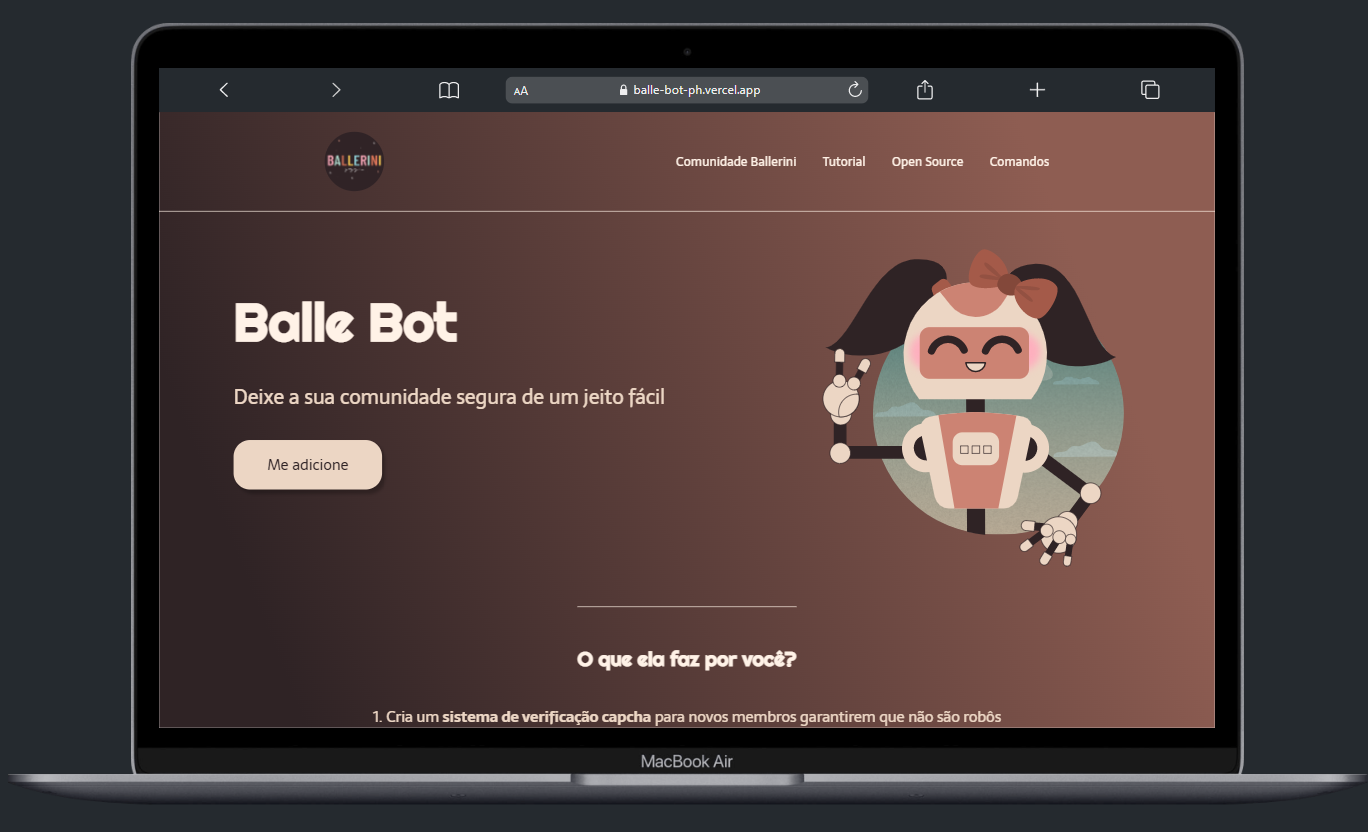 AA
balle-bot-ph.vercel.app
BALLERINI
Comunidade Ballerini Tutorial Open Source Comandos
Balle Bot
Deixe a sua comunidade segura de um jeito fácil
Me adicione
O que ela faz por você?
1. Cria um sistema de verificação capcha para novos membros garantirem que não são robôs
MacBook Air